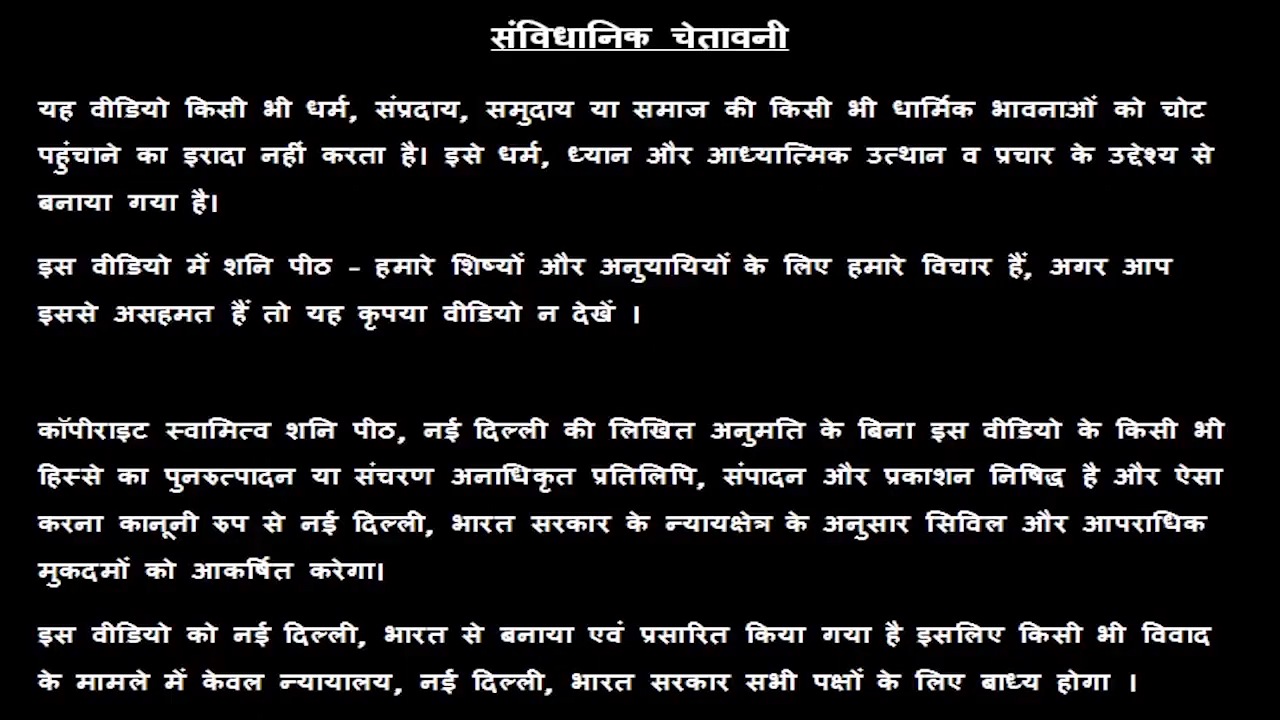 संविधानिक चेतावनी
यह वीडियो किसी भी धर्म, संप्रदाय, समुदाय या समाज की किसी भी धार्मिक भावनाओं को चोट
पहुंचाने का इरादा नहीं करता है। इसे धर्म, ध्यान और आध्यात्मिक उत्थान व प्रचार के उद्देश्य से
बनाया गया है।
इस वीडियो में शनि पीठ – हमारे शिष्यों और अनुयायियों के लिए हमारे विचार हैं, अगर आप
इससे असहमत हैं तो यह कृपया वीडियो न देखें ।
कॉपीराइट स्वामित्व शनि पीठ, नई दिल्ली की लिखित अनुमति के बिना इस वीडियो के किसी भी
हिस्से का पुनरुत्पादन या संचरण अनाधिकृत प्रतिलिपि, संपादन और प्रकाशन निषिद्ध है और ऐसा
करना कानूनी रुप से नई दिल्ली, भारत सरकार के न्यायक्षेत्र के अनुसार सिविल और आपराधिक
मुकदमों को आकर्षित करेगा।
इस वीडियो को नई दिल्ली, भारत से बनाया एवं प्रसारित किया गया है इसलिए किसी भी विवाद
के मामले में केवल न्यायालय, नई दिल्ली, भारत सरकार सभी पक्षों के लिए बाध्य होगा ।